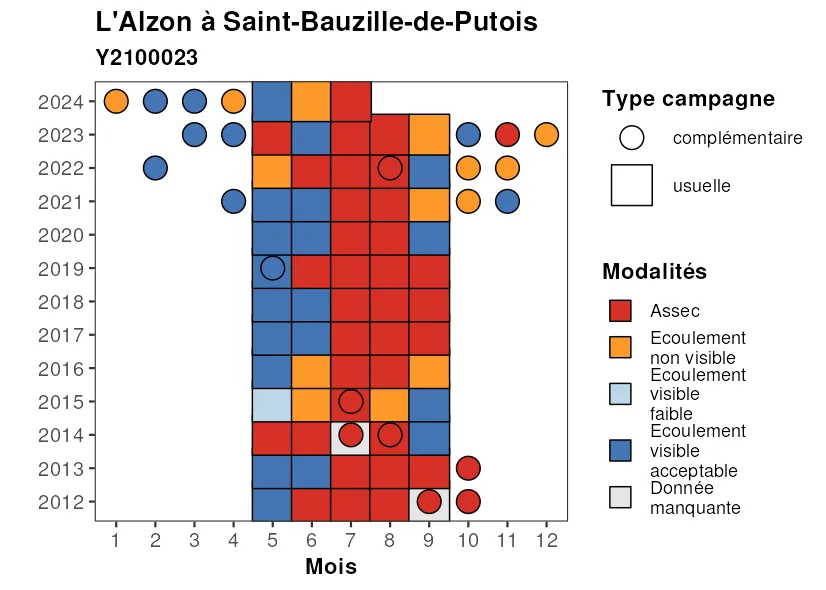 L'Alzon à Saint-Bauzille-de-Putois
Y2100023
2024
2023
2022
2021
2020
2019
2018
2017
2016
2015
2014
2013
2012
1 2 3 4 5 6 7 8 9 10 11 12
Mois
Type campagne
complémentaire
usuelle
Modalités
Assec
Ecoulement
non visible
Ecoulement
visible
faible
Ecoulement
visible
acceptable
Donnée
manquante